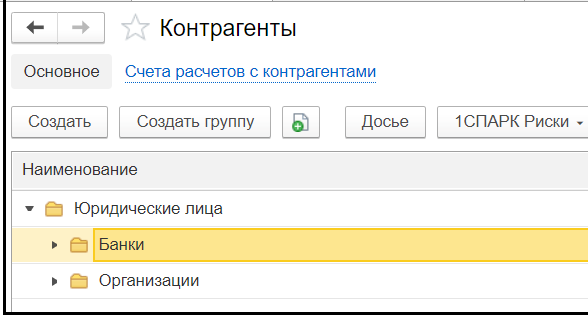 Контрагенты
Основное Счета расчетов с контрагентами
Создать Создать группу Досье 1СПАРК Риски
Наименование
Юридические лица
Банки
Организации